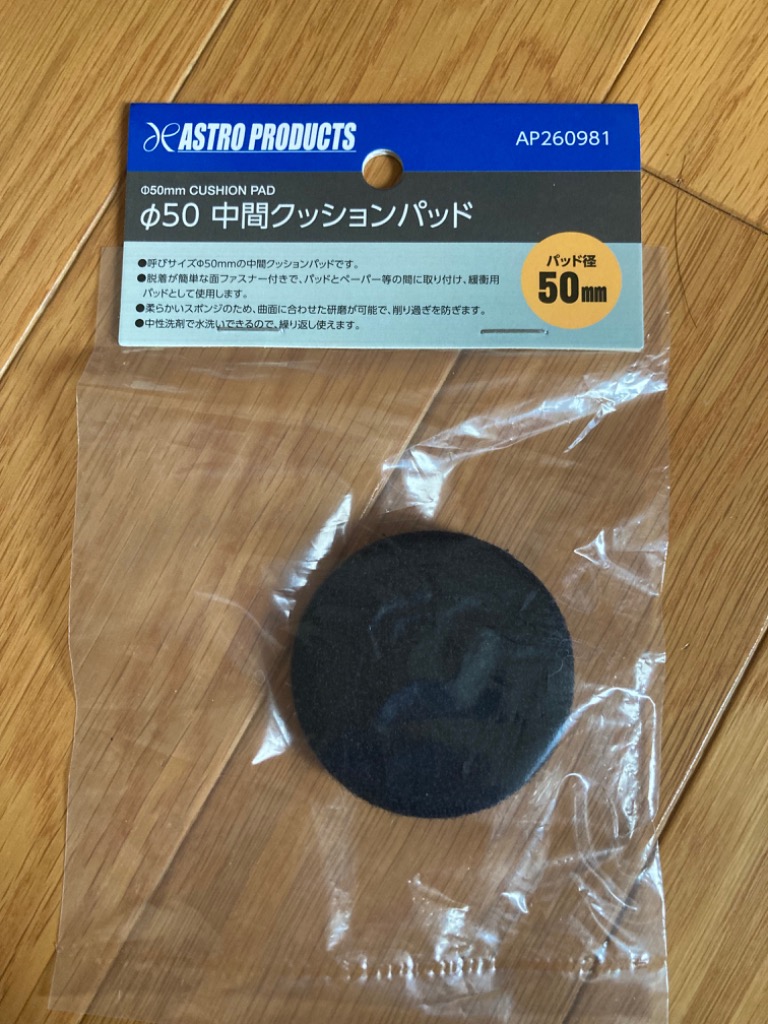 ASTRO PRODUCTS
AP260981
Φ50mm CUSHION PAD
φ50 中間クッションパッド
●呼びサイズΦ50mmの中間クッションパッドです。
●脱着が簡単な面ファスナー付きで、パッドとペーパー等の間に取り付け、緩衝用
パッドとして使用します。
●柔らかいスポンジのため、曲面に合わせた研磨が可能で、削り過ぎを防ぎます。
●中性洗剤で水洗いできるので、繰り返し使えます。
パッド径
50mm